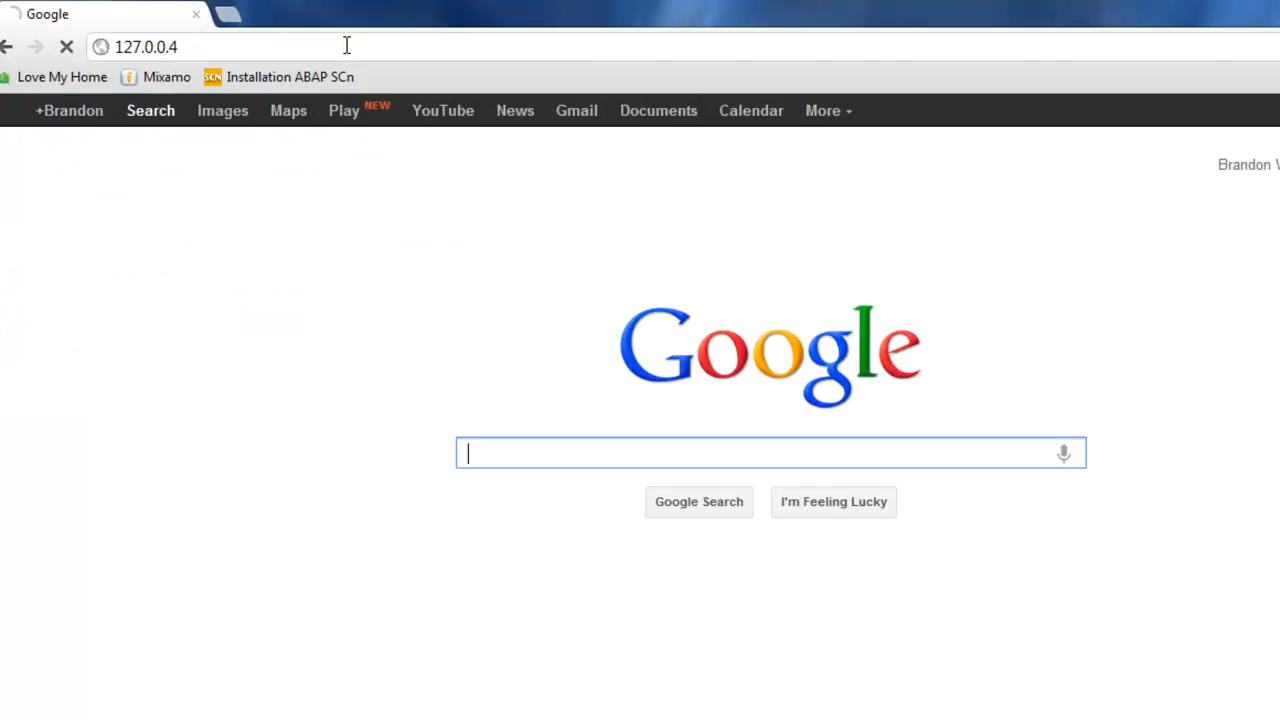 Google
127.0.0.4
Love My Home Mixamo SCN Installation ABAP SCn
+Brandon Search Images Maps Play NEW YouTube News Gmail Documents Calendar More
Brandon
Google
Google Search I'm Feeling Lucky